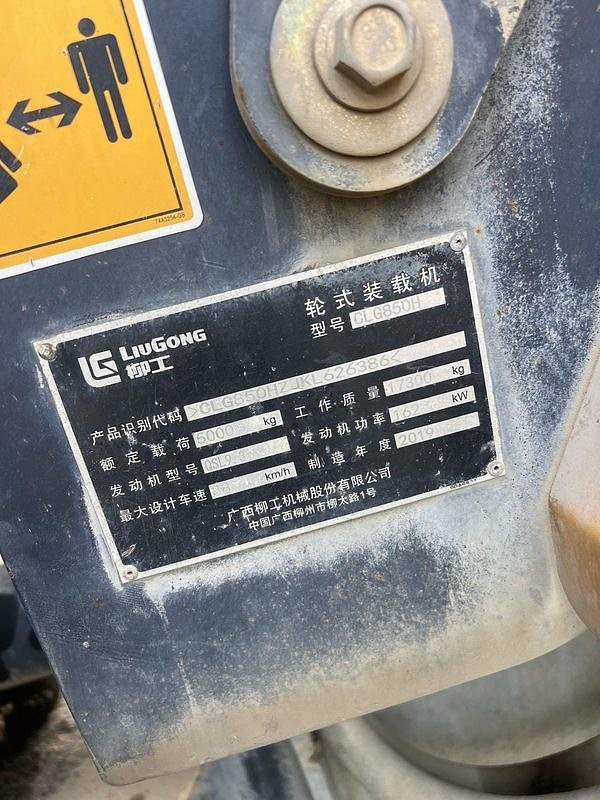 74A3254-GB
LIUGONG
柳工
轮式装载机
型号 CLG850H
产品识别代码 >CLG850HZJKL626386<
额定载荷 5000 kg 工作质量 17300 kg
发动机型号 QSL9.3 发动机功率 162 kW
最大设计车速 km/h 制造年度 2019
广西柳工机械股份有限公司
中国广西柳州市柳太路1号